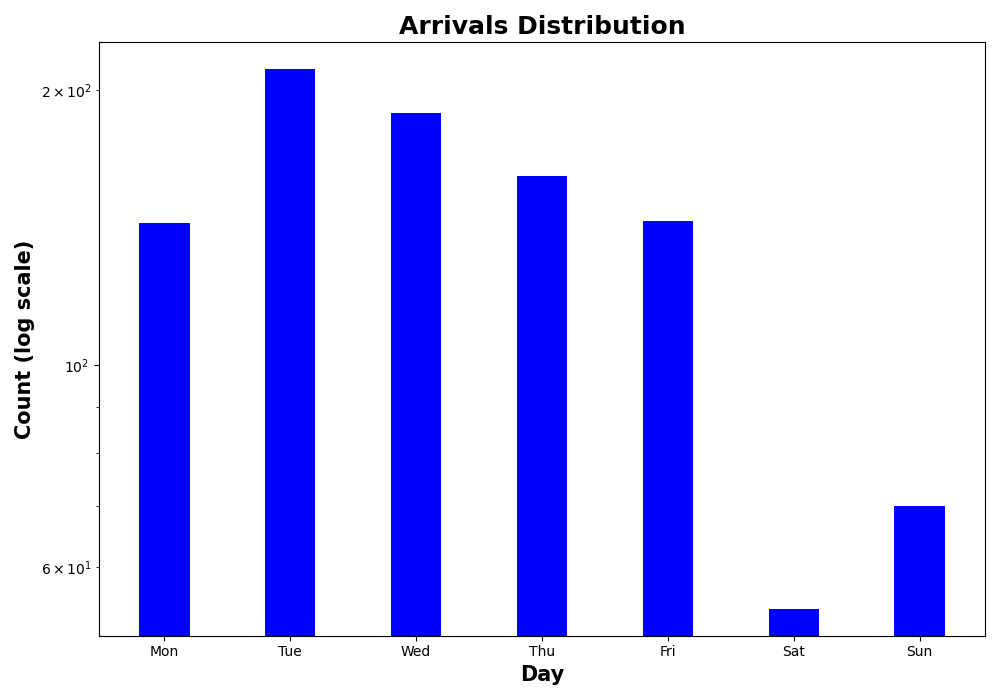 Arrivals Distribution
Count (log scale)
2 × 10²
10²
6 × 10¹
Mon Tue Wed Thu Fri Sat Sun
Day